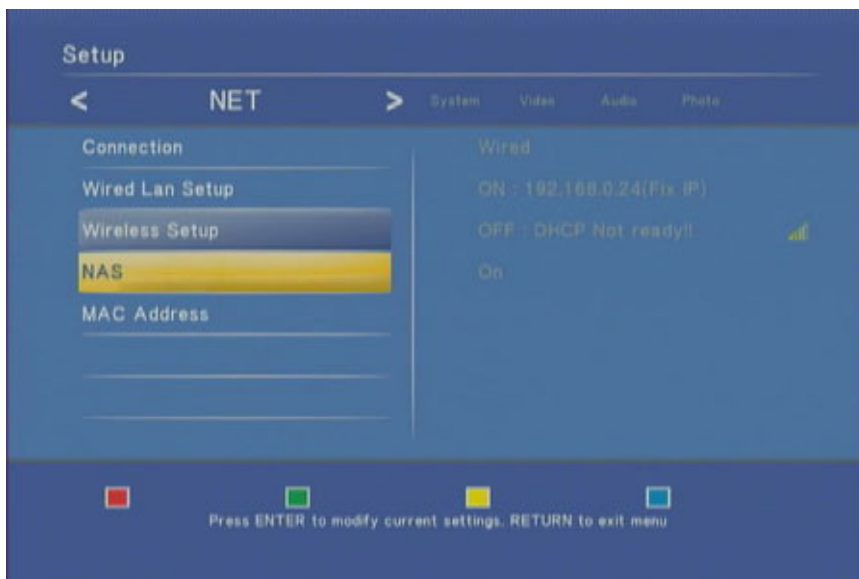 Setup
< NET > System Video Audio Photo
Connection Wired
Wired Lan Setup ON : 192.168.0.24(Fix IP)
Wireless Setup OFF : DHCP Not ready!!
NAS On
MAC Address
Press ENTER to modify current settings. RETURN to exit menu